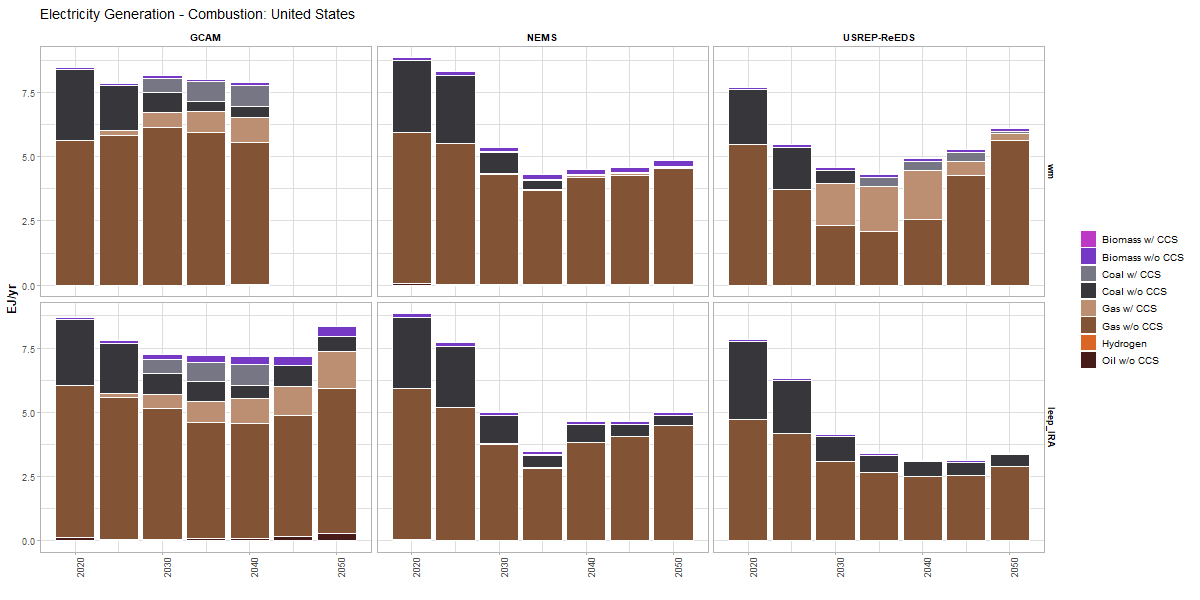 Electricity Generation - Combustion: United States
GCAM
NEMS
USREP-ReEDS
EJ/yr
7.5
5.0
2.5
0.0
wm
7.5
5.0
2.5
0.0
leep_IRA
2020
2030
2040
2050
2020
2030
2040
2050
2020
2030
2040
2050
Biomass w/ CCS
Biomass w/o CCS
Coal w/ CCS
Coal w/o CCS
Gas w/ CCS
Gas w/o CCS
Hydrogen
Oil w/o CCS